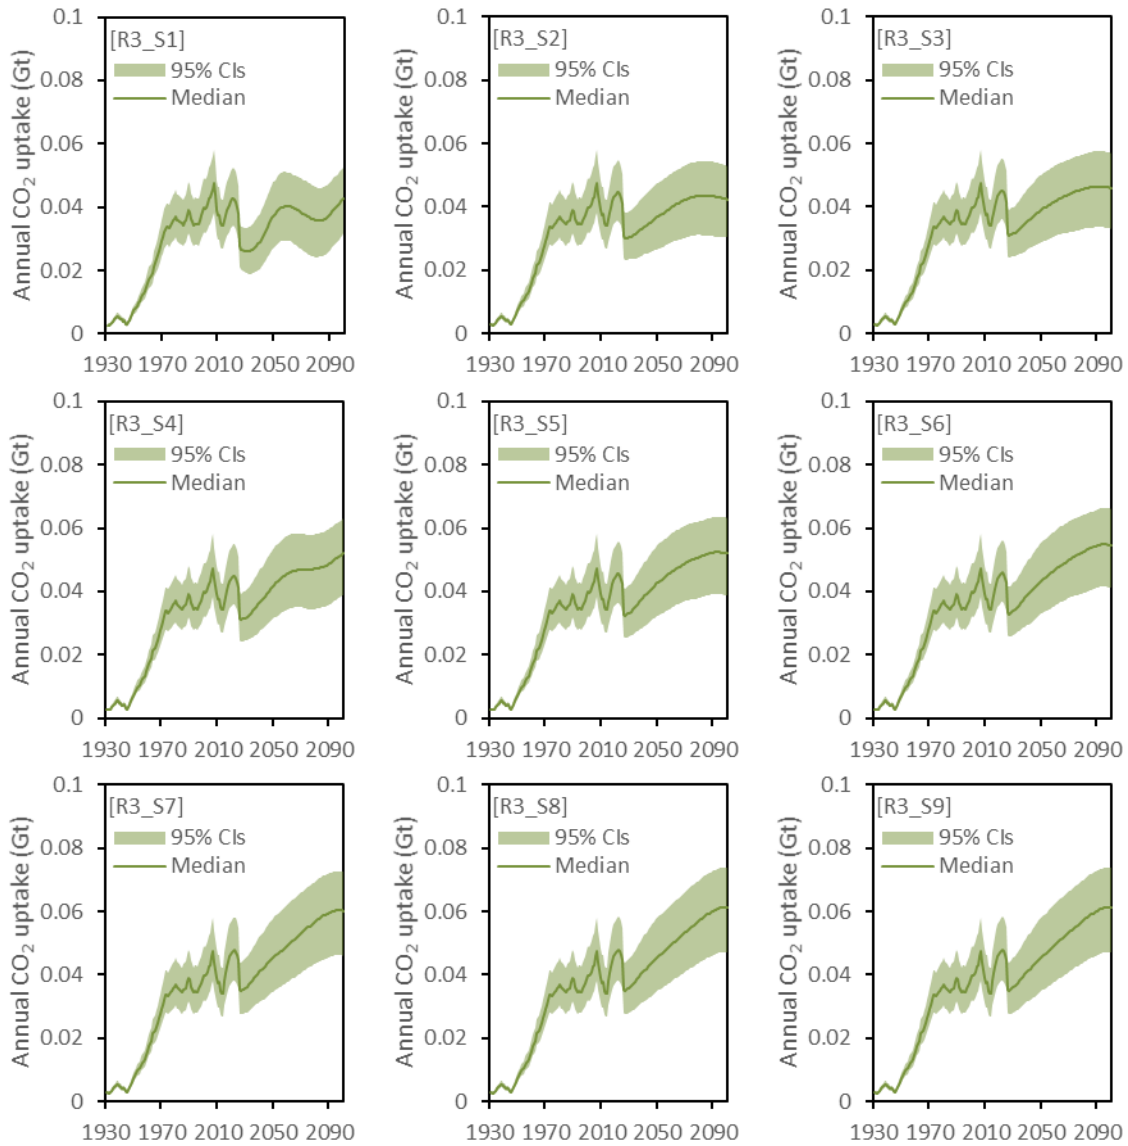 0.1
0.08
0.06
0.04
0.02
0
Annual CO₂ uptake (Gt)
[R3_S1]
95% CIs
Median
1930 1970 2010 2050 2090
0.1
0.08
0.06
0.04
0.02
0
Annual CO₂ uptake (Gt)
[R3_S2]
95% CIs
Median
1930 1970 2010 2050 2090
0.1
0.08
0.06
0.04
0.02
0
Annual CO₂ uptake (Gt)
[R3_S3]
95% CIs
Median
1930 1970 2010 2050 2090
0.1
0.08
0.06
0.04
0.02
0
Annual CO₂ uptake (Gt)
[R3_S4]
95% CIs
Median
1930 1970 2010 2050 2090
0.1
0.08
0.06
0.04
0.02
0
Annual CO₂ uptake (Gt)
[R3_S5]
95% CIs
Median
1930 1970 2010 2050 2090
0.1
0.08
0.06
0.04
0.02
0
Annual CO₂ uptake (Gt)
[R3_S6]
95% CIs
Median
1930 1970 2010 2050 2090
0.1
0.08
0.06
0.04
0.02
0
Annual CO₂ uptake (Gt)
[R3_S7]
95% CIs
Median
1930 1970 2010 2050 2090
0.1
0.08
0.06
0.04
0.02
0
Annual CO₂ uptake (Gt)
[R3_S8]
95% CIs
Median
1930 1970 2010 2050 2090
0.1
0.08
0.06
0.04
0.02
0
Annual CO₂ uptake (Gt)
[R3_S9]
95% CIs
Median
1930 1970 2010 2050 2090